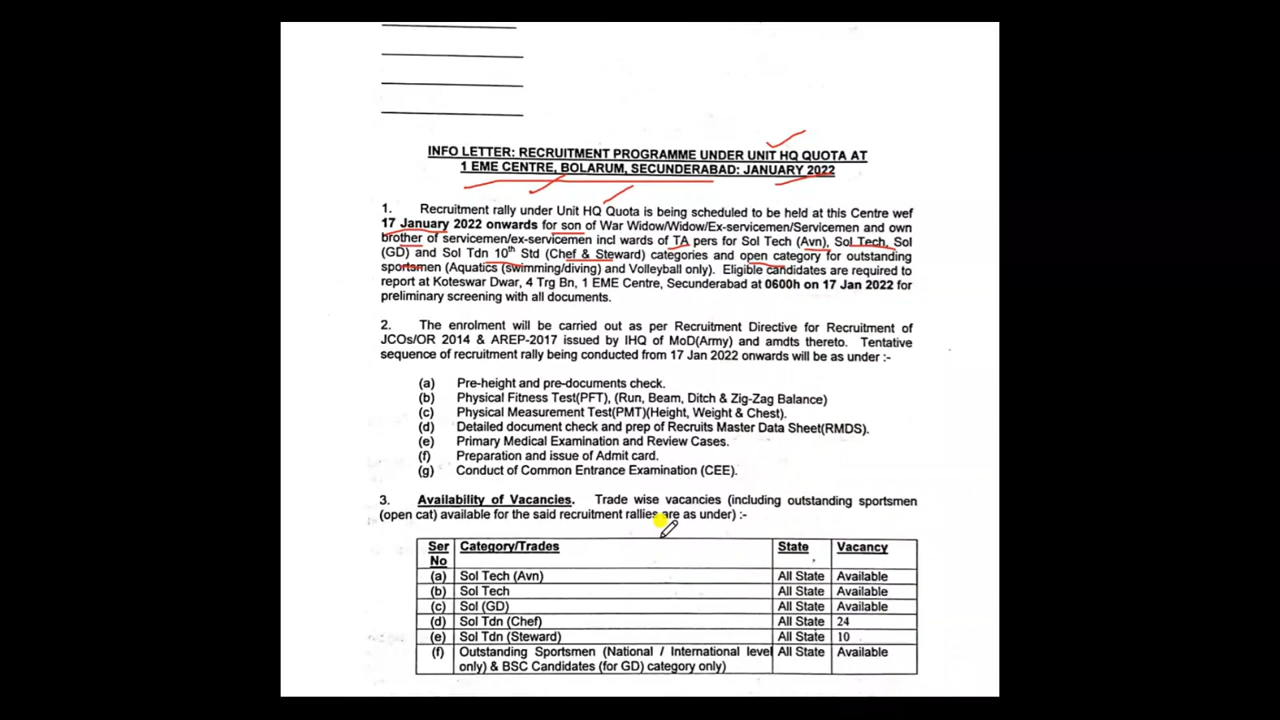 INFO LETTER: RECRUITMENT PROGRAMME UNDER UNIT HQ QUOTA AT
1 EME CENTRE, BOLARUM, SECUNDERABAD: JANUARY 2022
1. Recruitment rally under Unit HQ Quota is being scheduled to be held at this Centre wef
17 January 2022 onwards for son of War Widow/Widow/Ex-servicemen/Servicemen and own
brother of servicemen/ex-servicemen incl wards of TA pers for Sol Tech (Avn), Sol Tech, Sol
(GD) and Sol Tdn 10th Std (Chef & Steward) categories and open category for outstanding
sportsmen (Aquatics (swimming/diving) and Volleyball only). Eligible candidates are required to
report at Koteswar Dwar, 4 Trg Bn, 1 EME Centre, Secunderabad at 0600h on 17 Jan 2022 for
preliminary screening with all documents.
2. The enrolment will be carried out as per Recruitment Directive for Recruitment of
JCOs/OR 2014 & AREP-2017 issued by IHQ of MoD(Army) and amdts thereto. Tentative
sequence of recruitment rally being conducted from 17 Jan 2022 onwards will be as under :-
(a) Pre-height and pre-documents check.
(b) Physical Fitness Test(PFT), (Run, Beam, Ditch & Zig-Zag Balance)
(c) Physical Measurement Test(PMT)(Height, Weight & Chest).
(d) Detailed document check and prep of Recruits Master Data Sheet(RMDS).
(e) Primary Medical Examination and Review Cases.
(f) Preparation and issue of Admit card.
(g) Conduct of Common Entrance Examination (CEE).
3. Availability of Vacancies. Trade wise vacancies (including outstanding sportsmen
(open cat) available for the said recruitment rallies are as under) :-
Ser No Category/Trades State Vacancy
(a) Sol Tech (Avn) All State Available
(b) Sol Tech All State Available
(c) Sol (GD) All State Available
(d) Sol Tdn (Chef) All State 24
(e) Sol Tdn (Steward) All State 10
(f) Outstanding Sportsmen (National / International level All State Available
only) & BSC Candidates (for GD) category only)